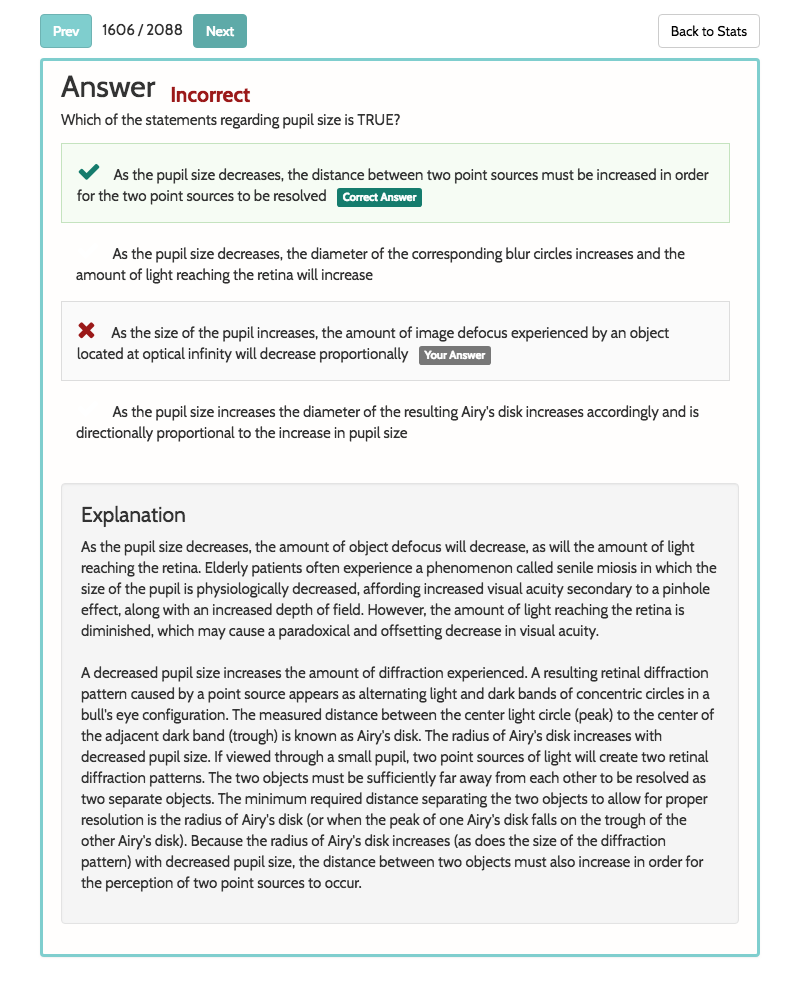 Prev 1606 / 2088 Next Back to Stats
Answer Incorrect
Which of the statements regarding pupil size is TRUE?
As the pupil size decreases, the distance between two point sources must be increased in order
for the two point sources to be resolved Correct Answer
As the pupil size decreases, the diameter of the corresponding blur circles increases and the
amount of light reaching the retina will increase
As the size of the pupil increases, the amount of image defocus experienced by an object
located at optical infinity will decrease proportionally Your Answer
As the pupil size increases the diameter of the resulting Airy's disk increases accordingly and is
directionally proportional to the increase in pupil size
Explanation
As the pupil size decreases, the amount of object defocus will decrease, as will the amount of light
reaching the retina. Elderly patients often experience a phenomenon called senile miosis in which the
size of the pupil is physiologically decreased, affording increased visual acuity secondary to a pinhole
effect, along with an increased depth of field. However, the amount of light reaching the retina is
diminished, which may cause a paradoxical and offsetting decrease in visual acuity.
A decreased pupil size increases the amount of diffraction experienced. A resulting retinal diffraction
pattern caused by a point source appears as alternating light and dark bands of concentric circles in a
bull's eye configuration. The measured distance between the center light circle (peak) to the center of
the adjacent dark band (trough) is known as Airy's disk. The radius of Airy's disk increases with
decreased pupil size. If viewed through a small pupil, two point sources of light will create two retinal
diffraction patterns. The two objects must be sufficiently far away from each other to be resolved as
two separate objects. The minimum required distance separating the two objects to allow for proper
resolution is the radius of Airy's disk (or when the peak of one Airy's disk falls on the trough of the
other Airy's disk). Because the radius of Airy's disk increases (as does the size of the diffraction
pattern) with decreased pupil size, the distance between two objects must also increase in order for
the perception of two point sources to occur.